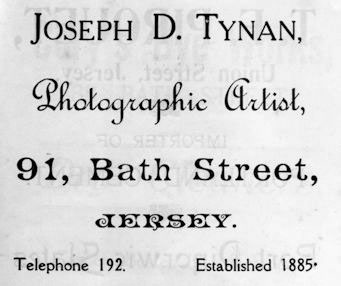 JOSEPH D. TYNAN,
Photographic Artist,
91, Bath Street,
JERSEY.
Telephone 192. Established 1885.